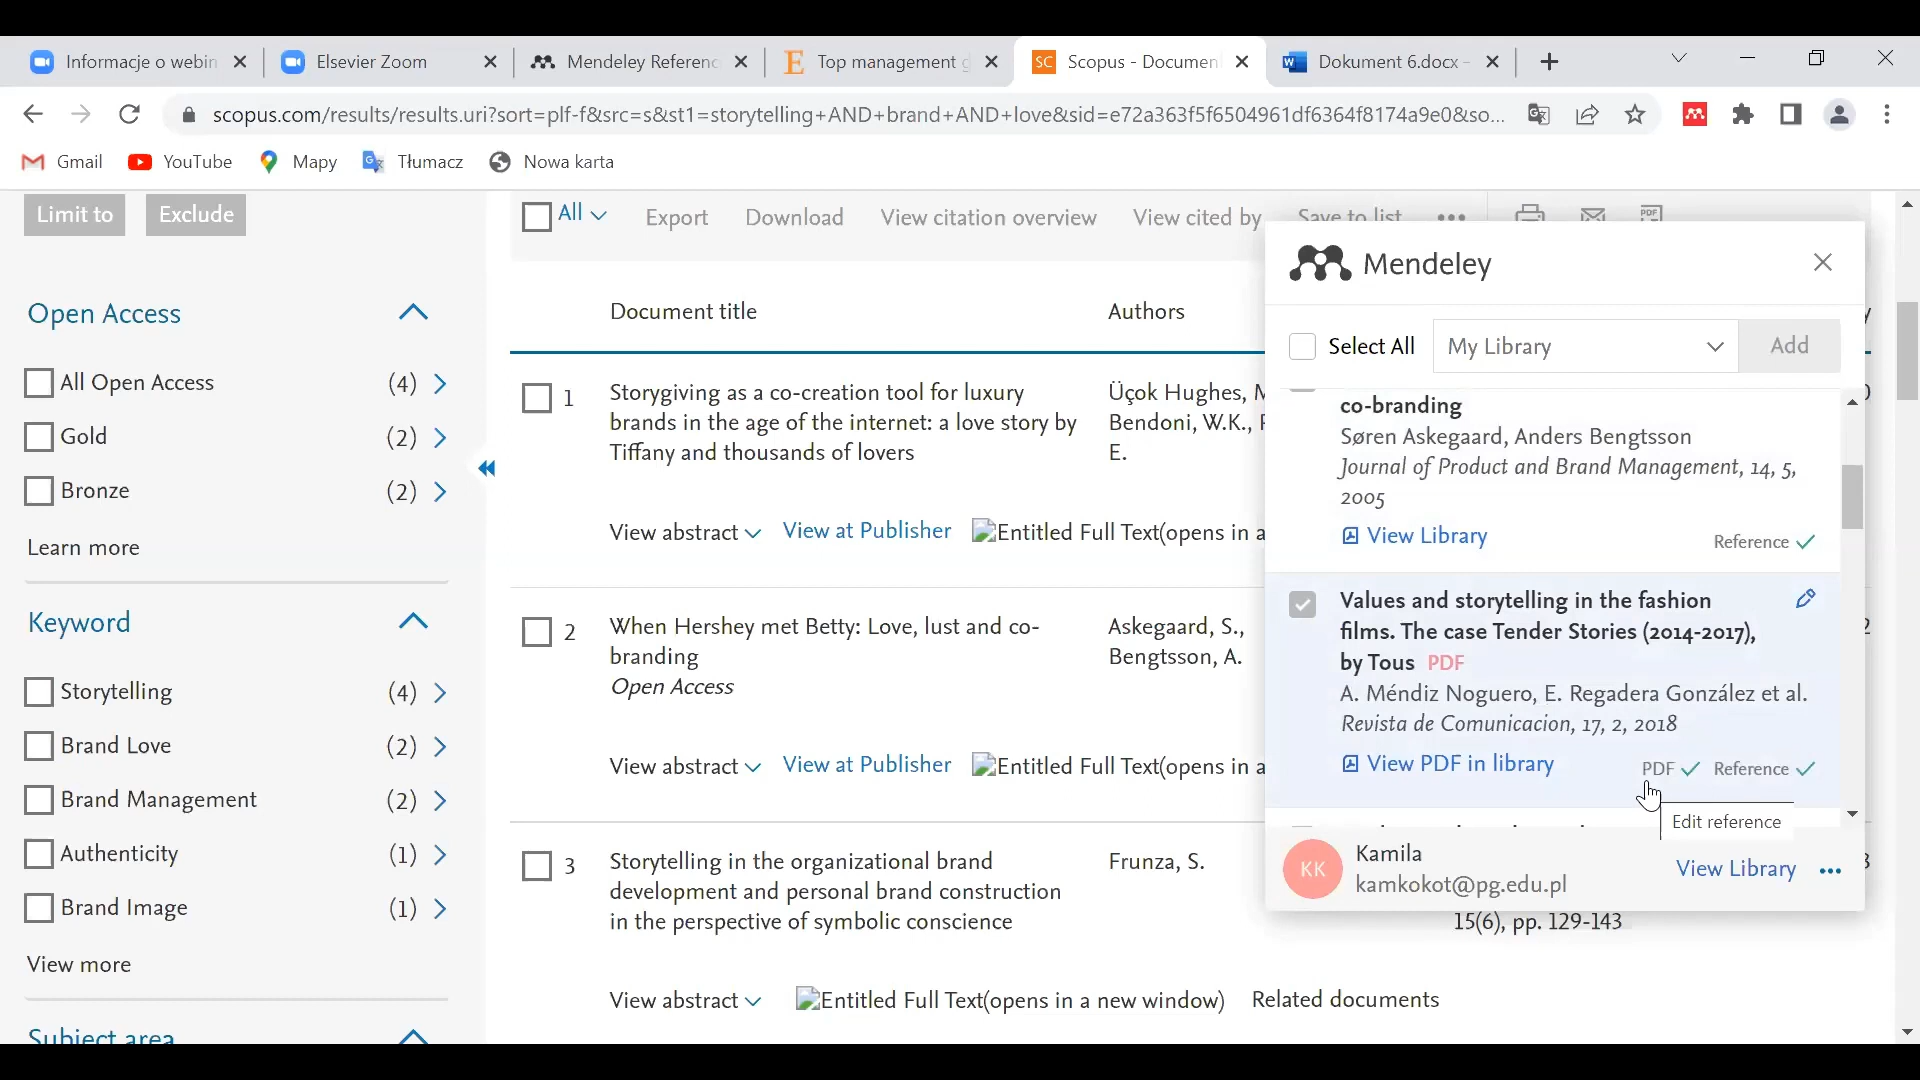 Informacje o webin
Elsevier Zoom
Mendeley Referenc
Top management g
SC Scopus - Document
W Dokument 6.docx -
scopus.com/results/results.uri?sort=plf-f&src=s&st1=storytelling+AND+brand+AND+love&sid=e72a363f5f6504961df6364f8174a9e0&so...
Gmail YouTube Mapy Tłumacz Nowa karta
Limit to Exclude
Open Access
All Open Access (4)
Gold (2)
Bronze (2)
Learn more
Keyword
Storytelling (4)
Brand Love (2)
Brand Management (2)
Authenticity (1)
Brand Image (1)
View more
Subject area
All Export Download View citation overview View cited by Save to list ...
Document title Authors
1 Storygiving as a co-creation tool for luxury
brands in the age of the internet: a love story by
Tiffany and thousands of lovers
Üçok Hughes, M
Bendoni, W.K.,
E.
View abstract View at Publisher Entitled Full Text(opens in a
2 When Hershey met Betty: Love, lust and co-
branding
Open Access
Askegaard, S.,
Bengtsson, A.
View abstract View at Publisher Entitled Full Text(opens in a
3 Storytelling in the organizational brand
development and personal brand construction
in the perspective of symbolic conscience
Frunza, S.
15(6), pp. 129-143
View abstract Entitled Full Text(opens in a new window) Related documents
Mendeley
Select All My Library Add
co-branding
Søren Askegaard, Anders Bengtsson
Journal of Product and Brand Management, 14, 5,
2005
View Library Reference
Values and storytelling in the fashion
films. The case Tender Stories (2014-2017),
by Tous PDF
A. Méndiz Noguero, E. Regadera González et al.
Revista de Comunicacion, 17, 2, 2018
View PDF in library PDF Reference
Edit reference
KK Kamila
kamkokot@pg.edu.pl
View Library